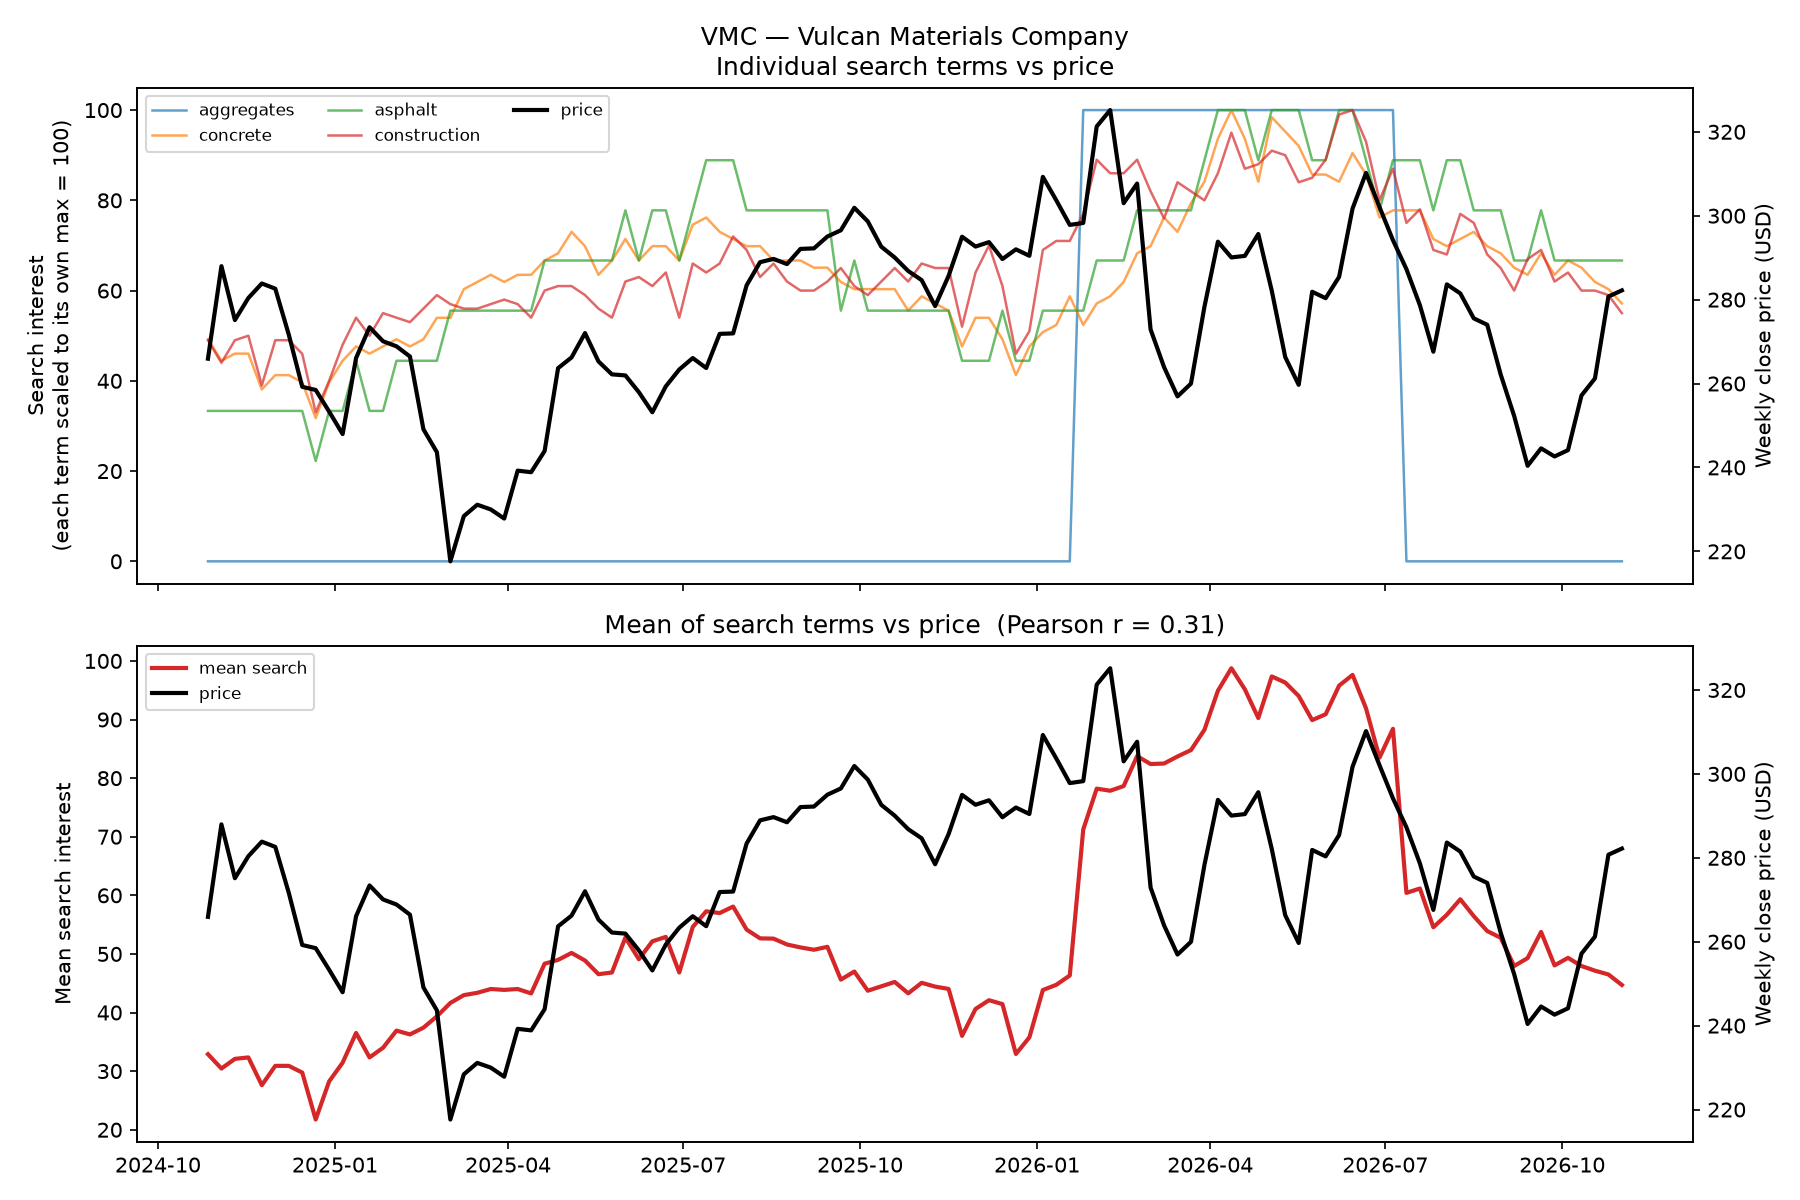 VMC — Vulcan Materials Company
Individual search terms vs price
aggregates
concrete
asphalt
construction
price
Search interest
(each term scaled to its own max = 100)
100
80
60
40
20
0
320
300
280
260
240
220
Weekly close price (USD)
Mean of search terms vs price (Pearson r = 0.31)
mean search
price
Mean search interest
100
90
80
70
60
50
40
30
20
320
300
280
260
240
220
Weekly close price (USD)
2024-10
2025-01
2025-04
2025-07
2025-10
2026-01
2026-04
2026-07
2026-10